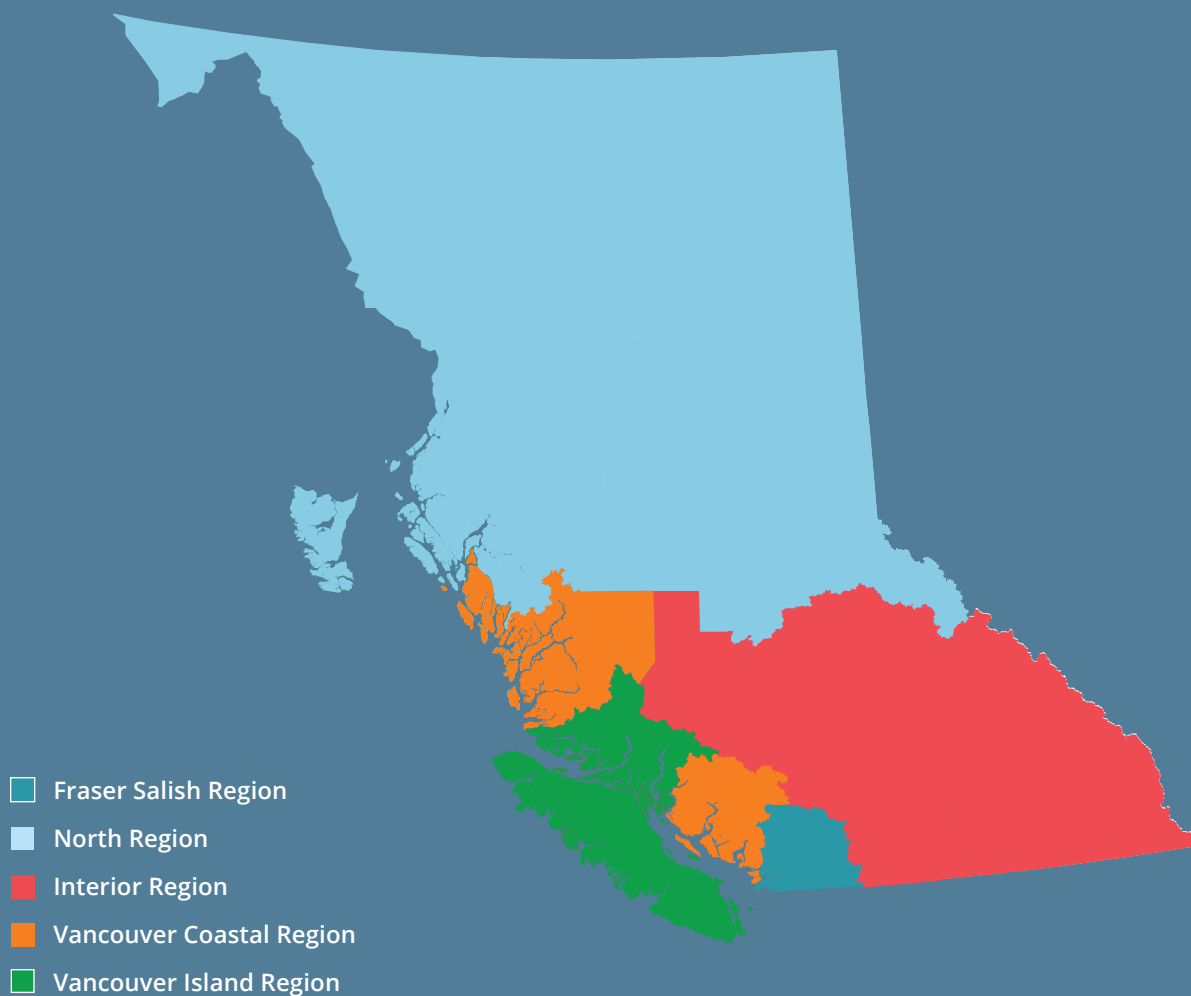 Fraser Salish Region
North Region
Interior Region
Vancouver Coastal Region
Vancouver Island Region